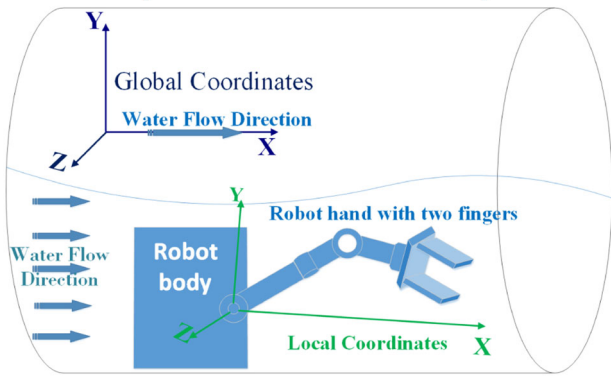 Y
Global Coordinates
Water Flow Direction
X
Z
Y
Robot hand with two fingers
Water Flow
Direction
Robot
body
Z
Local Coordinates
X